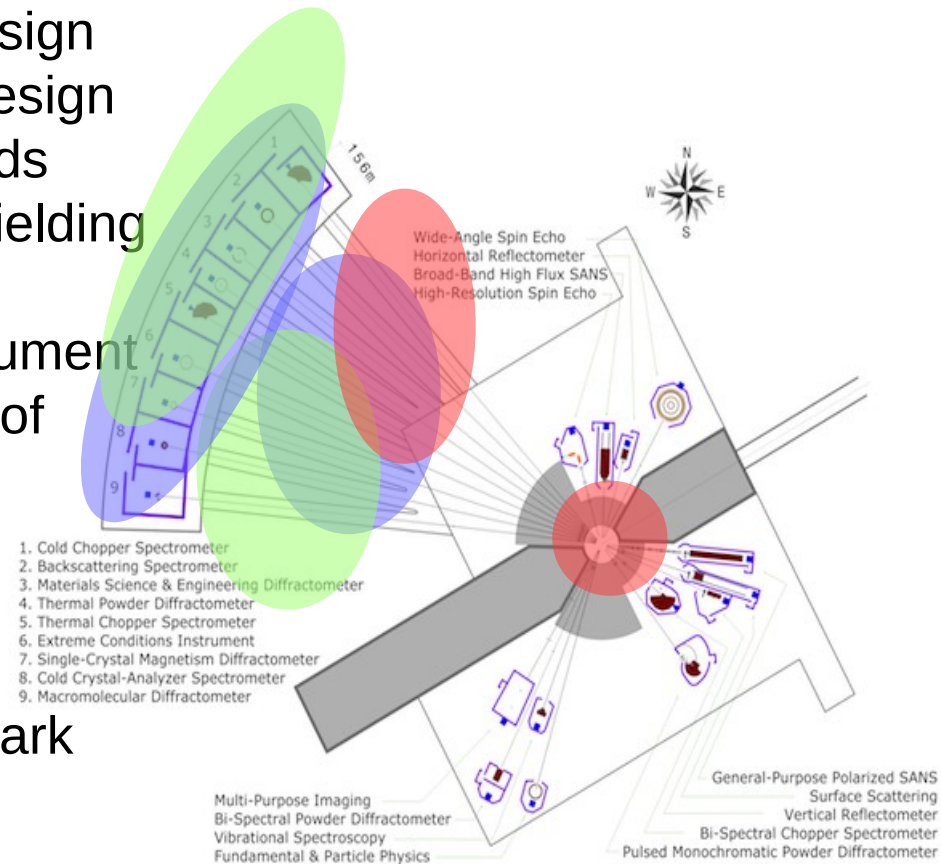 sign
esign
ds
ielding
ument
of
ark
156m
N
W
E
S
Wide-Angle Spin Echo
Horizontal Reflectometer
Broad-Band High Flux SANS
High-Resolution Spin Echo
1
2
3
4
5
6
7
8
9
1. Cold Chopper Spectrometer
2. Backscattering Spectrometer
3. Materials Science & Engineering Diffractometer
4. Thermal Powder Diffractometer
5. Thermal Chopper Spectrometer
6. Extreme Conditions Instrument
7. Single-Crystal Magnetism Diffractometer
8. Cold Crystal-Analyzer Spectrometer
9. Macromolecular Diffractometer
Multi-Purpose Imaging
Bi-Spectral Powder Diffractometer
Vibrational Spectroscopy
Fundamental & Particle Physics
General-Purpose Polarized SANS
Surface Scattering
Vertical Reflectometer
Bi-Spectral Chopper Spectrometer
Pulsed Monochromatic Powder Diffractometer